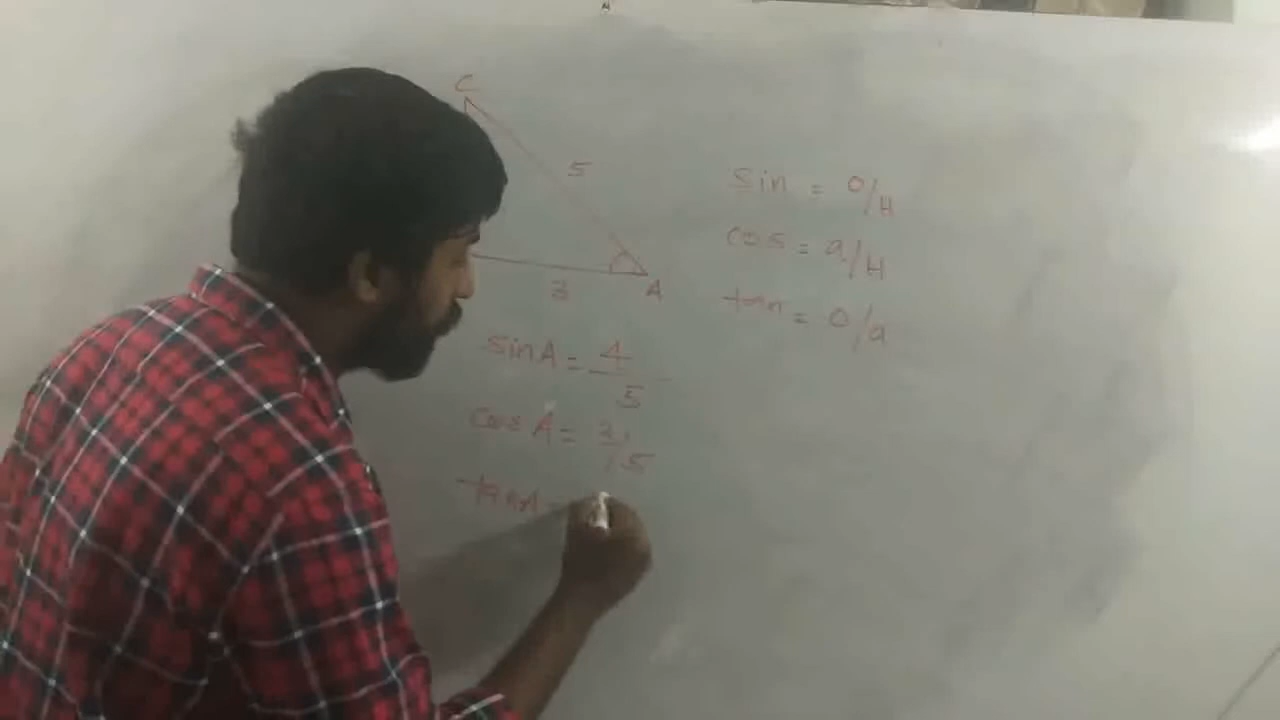 C
5
3 A
sin = O/H
cos = a/H
tan = O/a
sinA = 4/5
cosA = 3/5
tanA =